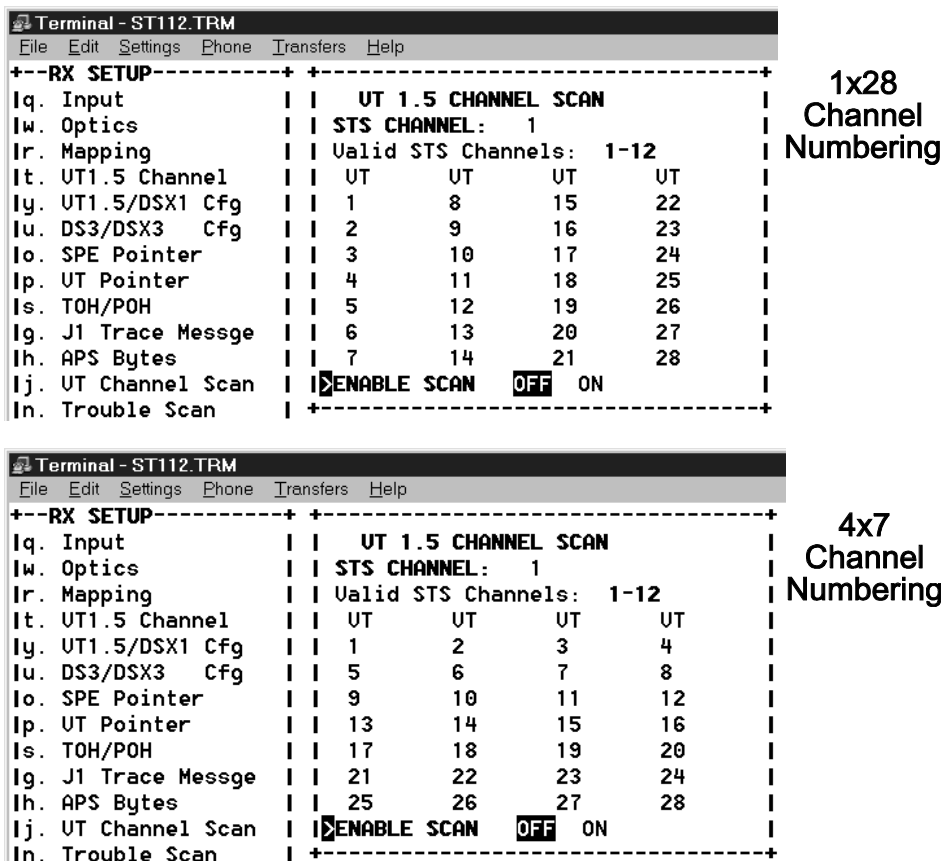 Terminal - ST112.TRM
File Edit Settings Phone Transfers Help
+--RX SETUP----------+ +----------------------------------+
|q. Input | | VT 1.5 CHANNEL SCAN |
|w. Optics | | STS CHANNEL: 1 |
|r. Mapping | | Valid STS Channels: 1-12 |
|t. VT1.5 Channel | | VT VT VT VT |
|y. VT1.5/DSX1 Cfg | | 1 8 15 22 |
|u. DS3/DSX3 Cfg | | 2 9 16 23 |
|o. SPE Pointer | | 3 10 17 24 |
|p. VT Pointer | | 4 11 18 25 |
|s. TOH/POH | | 5 12 19 26 |
|g. J1 Trace Messge | | 6 13 20 27 |
|h. APS Bytes | | 7 14 21 28 |
|j. VT Channel Scan | |>ENABLE SCAN OFF ON |
|n. Trouble Scan | +----------------------------------+
1x28
Channel
Numbering
Terminal - ST112.TRM
File Edit Settings Phone Transfers Help
+--RX SETUP----------+ +----------------------------------+
|q. Input | | VT 1.5 CHANNEL SCAN |
|w. Optics | | STS CHANNEL: 1 |
|r. Mapping | | Valid STS Channels: 1-12 |
|t. VT1.5 Channel | | VT VT VT VT |
|y. VT1.5/DSX1 Cfg | | 1 2 3 4 |
|u. DS3/DSX3 Cfg | | 5 6 7 8 |
|o. SPE Pointer | | 9 10 11 12 |
|p. VT Pointer | | 13 14 15 16 |
|s. TOH/POH | | 17 18 19 20 |
|g. J1 Trace Messge | | 21 22 23 24 |
|h. APS Bytes | | 25 26 27 28 |
|j. VT Channel Scan | |>ENABLE SCAN OFF ON |
|n. Trouble Scan | +----------------------------------+
4x7
Channel
Numbering